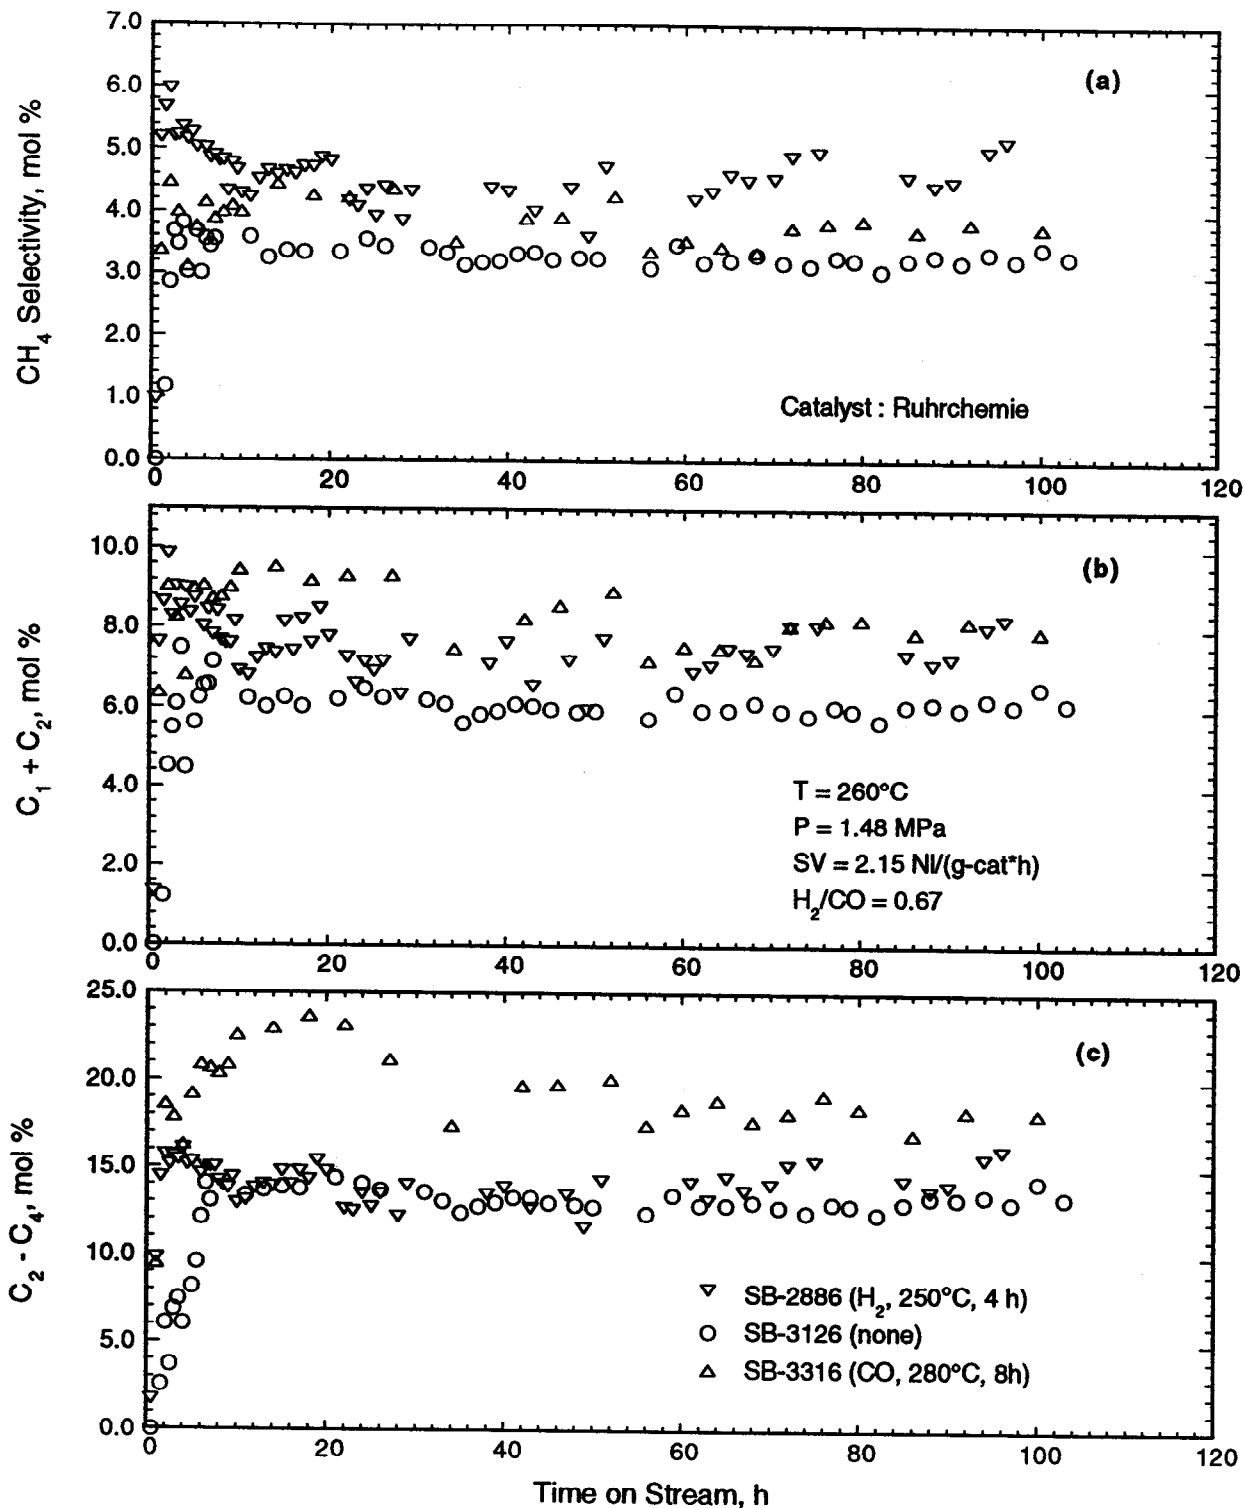 (a)
CH4 Selectivity, mol %
7.0
6.0
5.0
4.0
3.0
2.0
1.0
0.0
Catalyst : Ruhrchemie
0 20 40 60 80 100 120
(b)
C1 + C2, mol %
10.0
8.0
6.0
4.0
2.0
0.0
T = 260°C
P = 1.48 MPa
SV = 2.15 Nl/(g-cat*h)
H2/CO = 0.67
0 20 40 60 80 100 120
(c)
C2 - C4, mol %
25.0
20.0
15.0
10.0
5.0
0.0
SB-2886 (H2, 250°C, 4 h)
SB-3126 (none)
SB-3316 (CO, 280°C, 8h)
0 20 40 60 80 100 120
Time on Stream, h